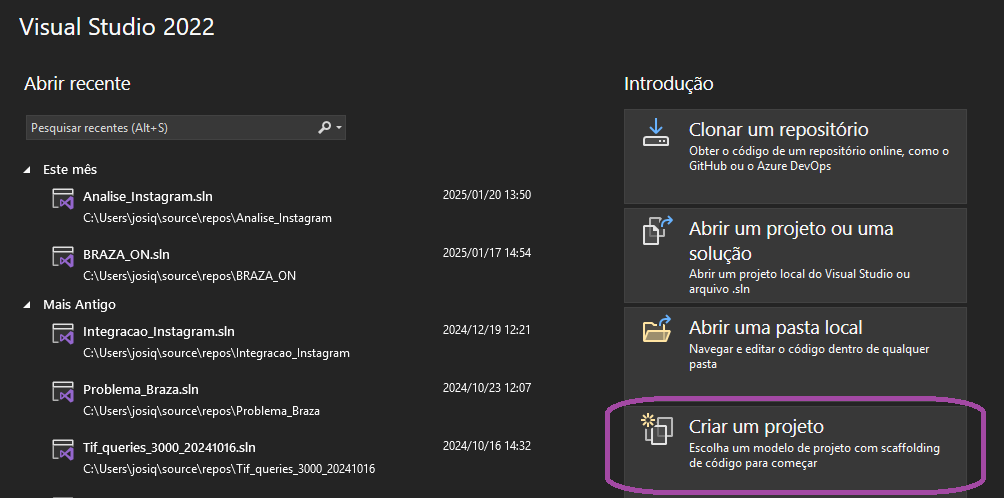 Visual Studio 2022
Abrir recente
Pesquisar recentes (Alt+S)
Este mês
Analise_Instagram.sln
2025/01/20 13:50
C:\Users\josiq\source\repos\Analise_Instagram
BRAZA_ON.sln
2025/01/17 14:54
C:\Users\josiq\source\repos\BRAZA_ON
Mais Antigo
Integracao_Instagram.sln
2024/12/19 12:21
C:\Users\josiq\source\repos\Integracao_Instagram
Problema_Braza.sln
2024/10/23 12:07
C:\Users\josiq\source\repos\Problema_Braza
Tif_queries_3000_20241016.sln
2024/10/16 14:32
C:\Users\josiq\source\repos\Tif_queries_3000_20241016
Introdução
Clonar um repositório
Obter o código de um repositório online, como o
GitHub ou o Azure DevOps
Abrir um projeto ou uma
solução
Abrir um projeto local do Visual Studio ou
arquivo .sln
Abrir uma pasta local
Navegar e editar o código dentro de qualquer
pasta
Criar um projeto
Escolha um modelo de projeto com scaffolding
de código para começar